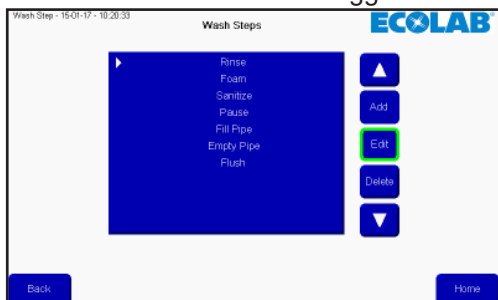 Wash Step - 15-01-17 - 10:20:33
Wash Steps
ECOLAB®
Rinse
Foam
Sanitize
Pause
Fill Pipe
Empty Pipe
Flush
Add
Edit
Delete
Back
Home